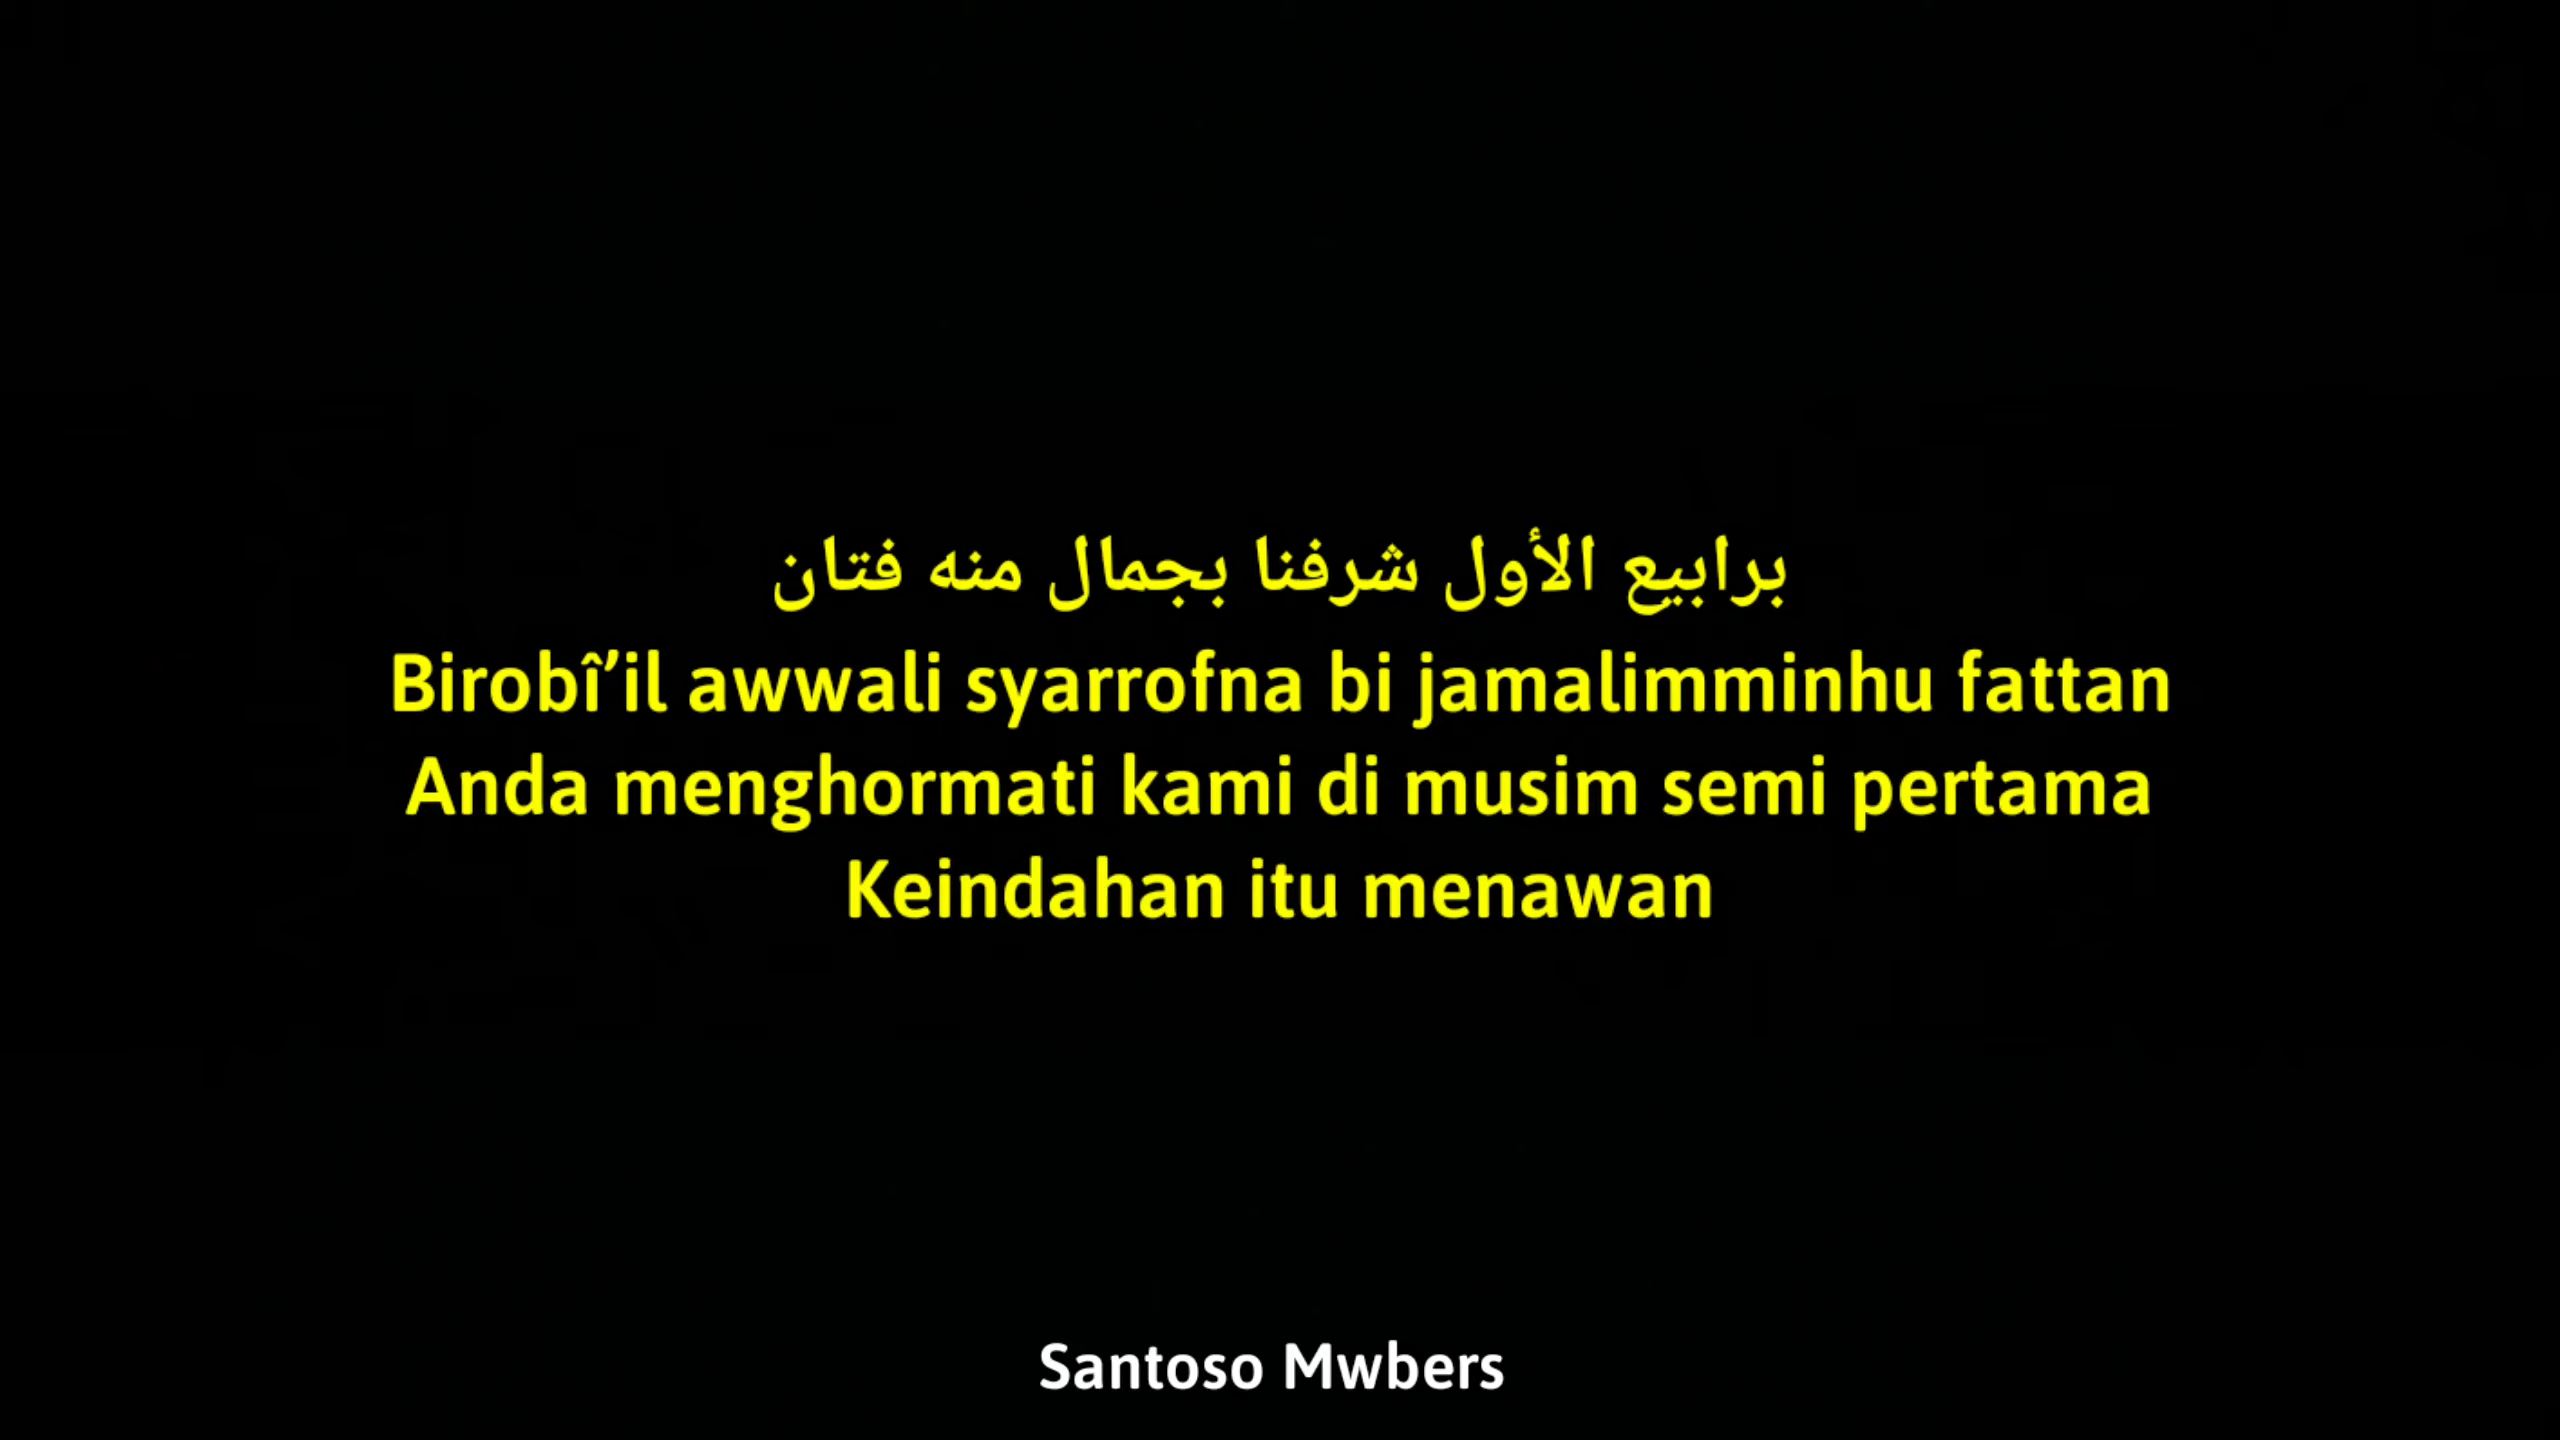 برابيع الأول شرفنا بجمال منه فتان
Birobî’il awwali syarrofna bi jamalimminhu fattan
Anda menghormati kami di musim semi pertama
Keindahan itu menawan
Santoso Mwbers